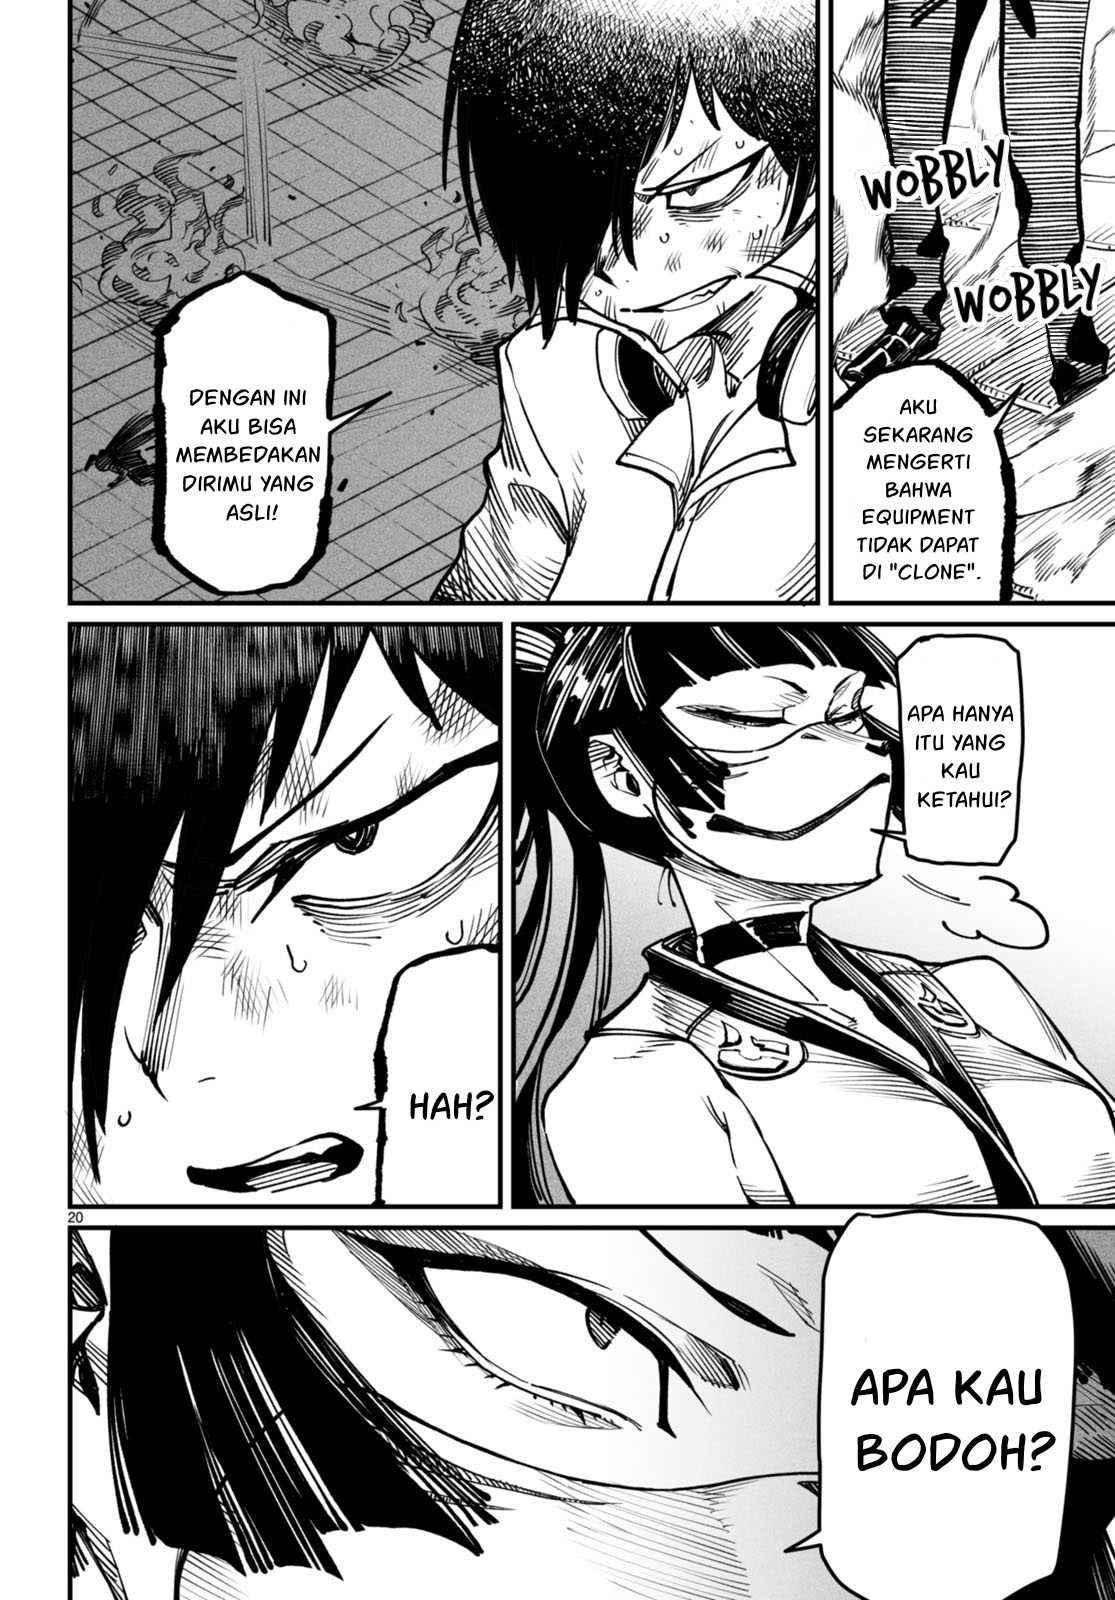 WOBBLY
WOBBLY
AKU
SEKARANG
MENGERTI
BAHWA
EQUIPMENT
TIDAK DAPAT
DI "CLONE".
DENGAN INI
AKU BISA
MEMBEDAKAN
DIRIMU YANG
ASLI!
APA HANYA
ITU YANG
KAU
KETAHUI?
HAH?
20
APA KAU
BODOH?